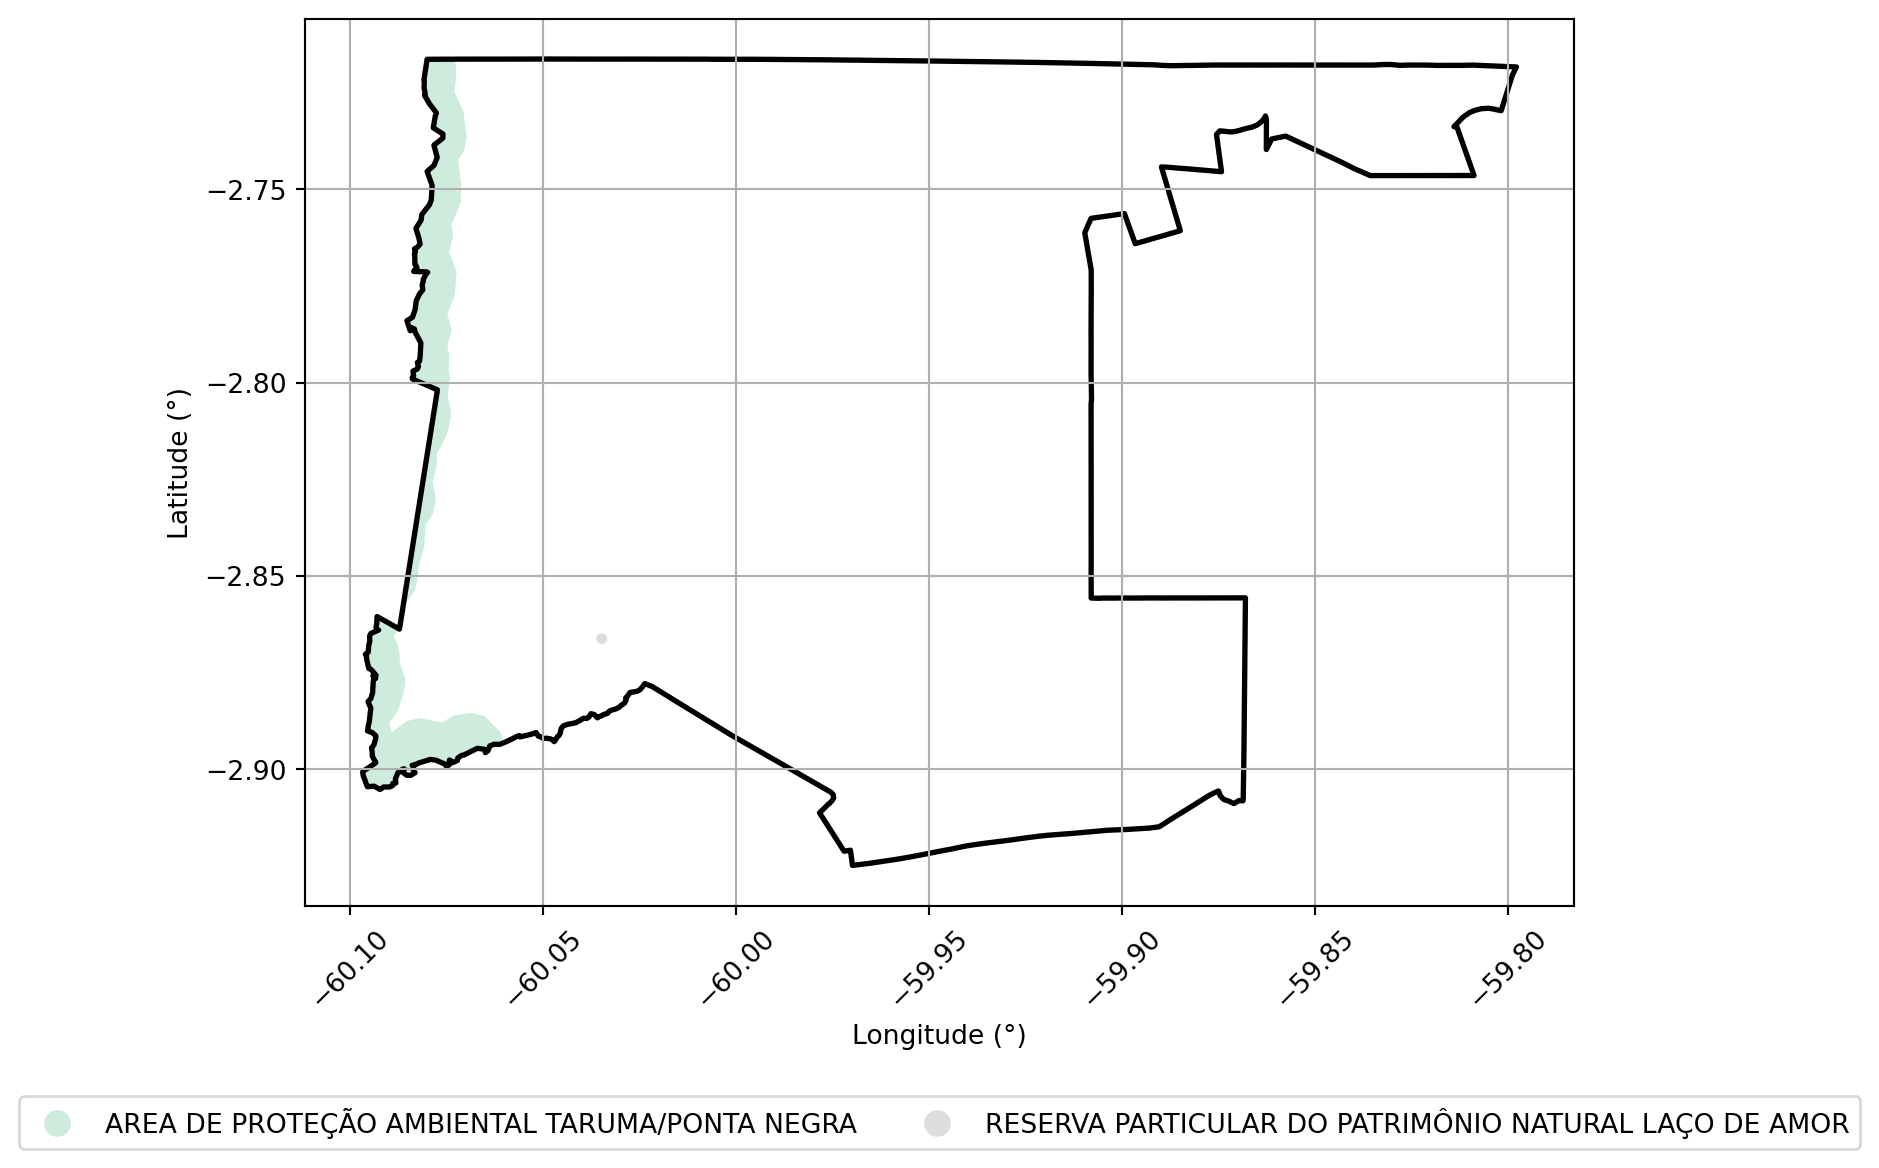 −2.75
−2.80
−2.85
−2.90
Latitude (°)
−60.10
−60.05
−60.00
−59.95
−59.90
−59.85
−59.80
Longitude (°)
AREA DE PROTEÇÃO AMBIENTAL TARUMA/PONTA NEGRA
RESERVA PARTICULAR DO PATRIMÔNIO NATURAL LAÇO DE AMOR